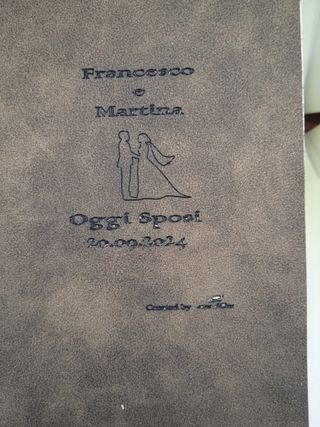 Francesco
e
Martina
Oggi Sposi
20.09.2024
Created by